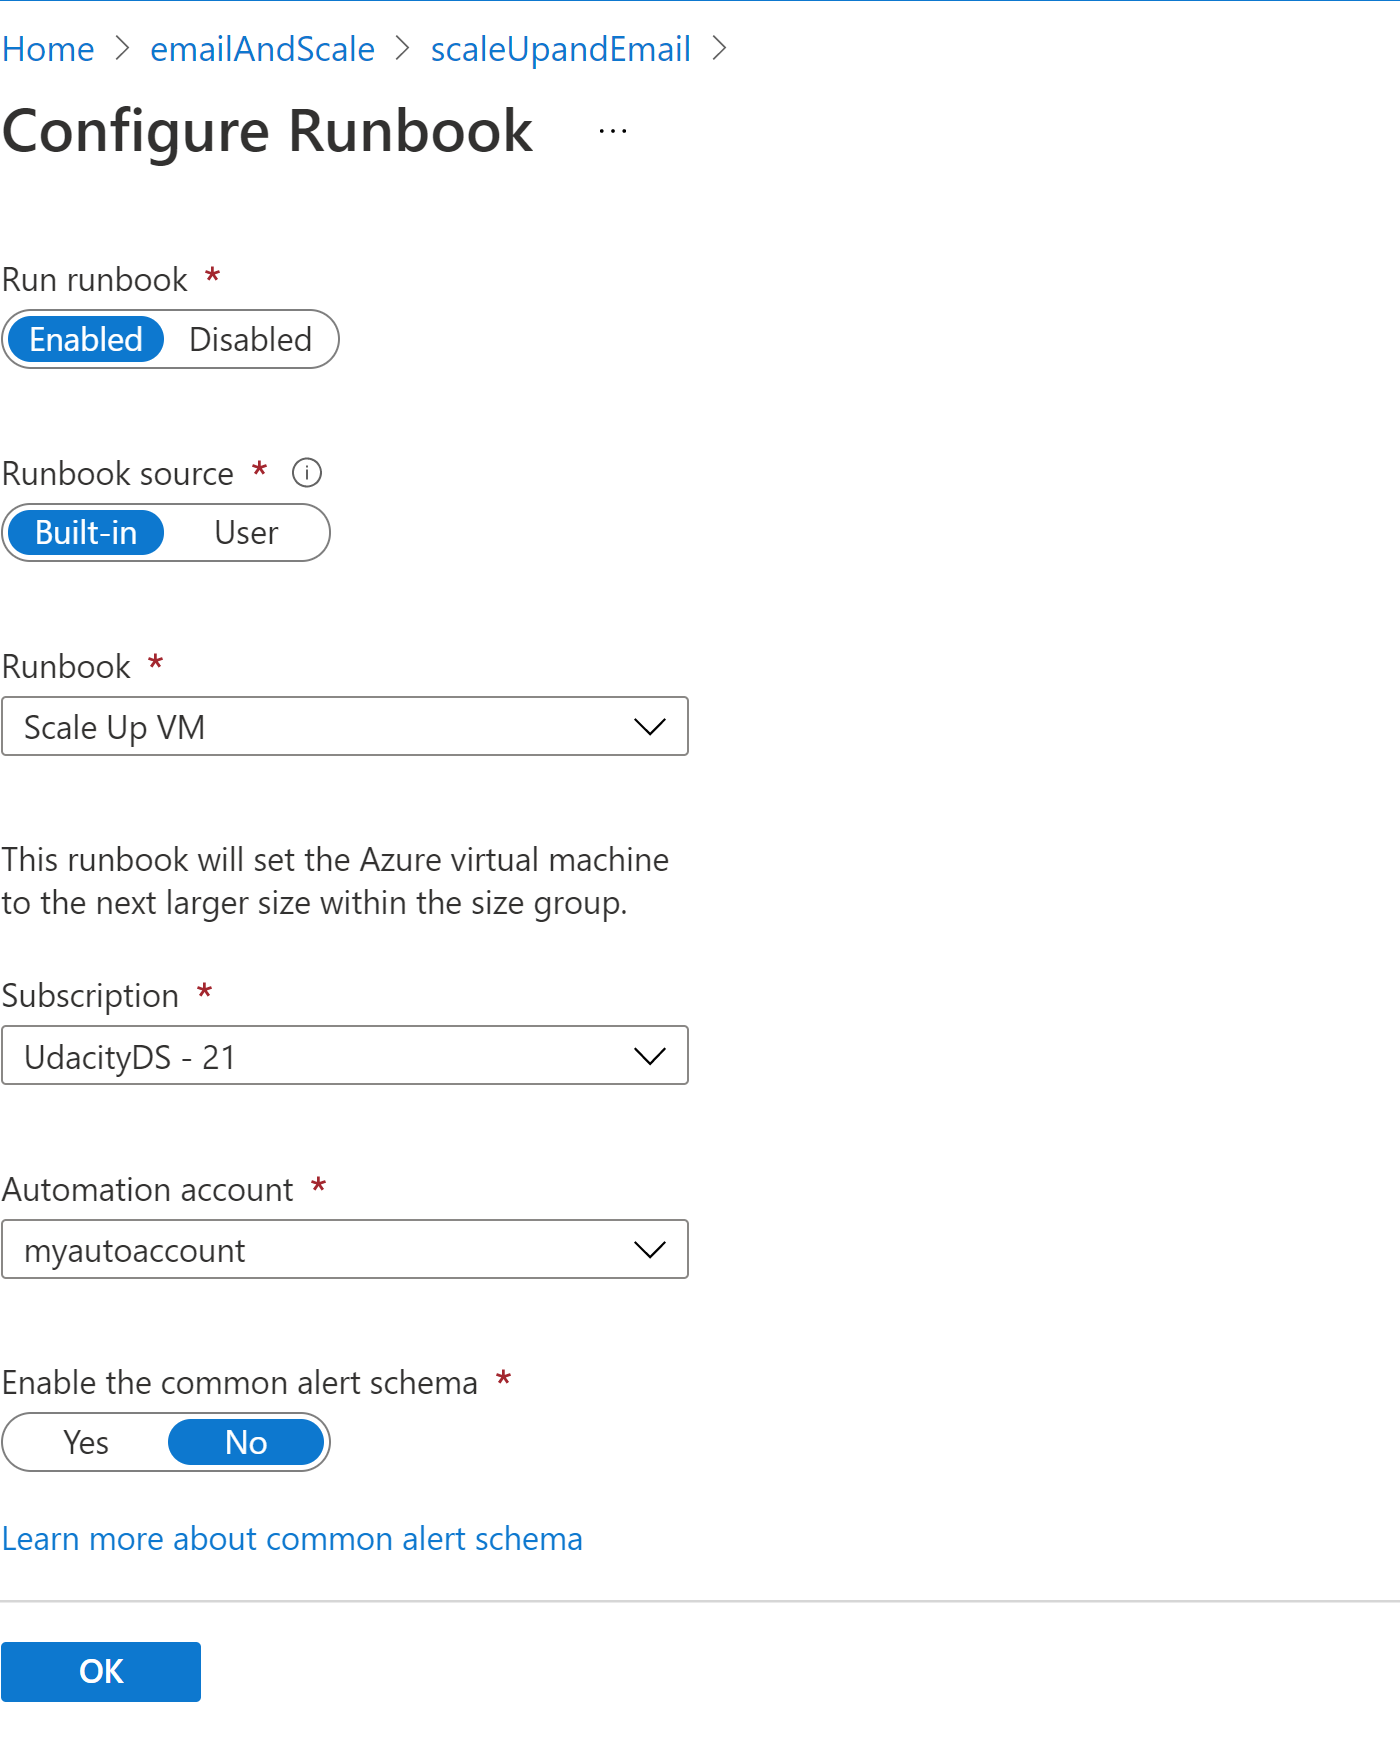 Home > emailAndScale > scaleUpandEmail >
Configure Runbook ...
Run runbook *
Enabled Disabled
Runbook source * i
Built-in User
Runbook *
Scale Up VM
This runbook will set the Azure virtual machine
to the next larger size within the size group.
Subscription *
UdacityDS - 21
Automation account *
myautoaccount
Enable the common alert schema *
Yes No
Learn more about common alert schema
OK